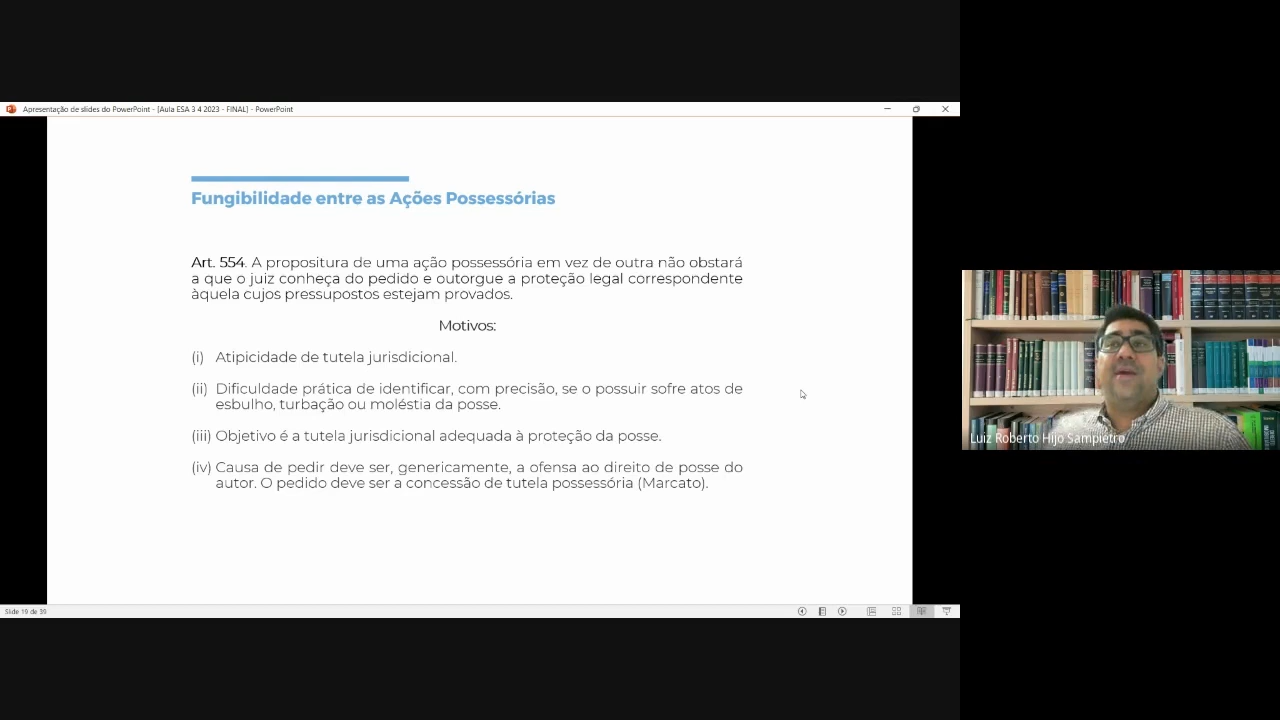 Apresentação de slides do PowerPoint - [Aula ESA 3 4 2023 - FINAL] - PowerPoint
Fungibilidade entre as Ações Possessórias
Art. 554. A propositura de uma ação possessória em vez de outra não obstará
a que o juiz conheça do pedido e outorgue a proteção legal correspondente
àquela cujos pressupostos estejam provados.
Motivos:
(i) Atipicidade de tutela jurisdicional.
(ii) Dificuldade prática de identificar, com precisão, se o possuir sofre atos de
esbulho, turbação ou moléstia da posse.
(iii) Objetivo é a tutela jurisdicional adequada à proteção da posse.
(iv) Causa de pedir deve ser, genericamente, a ofensa ao direito de posse do
autor. O pedido deve ser a concessão de tutela possessória (Marcato).
Slide 19 de 39
Luiz Roberto Hijo Sampietro